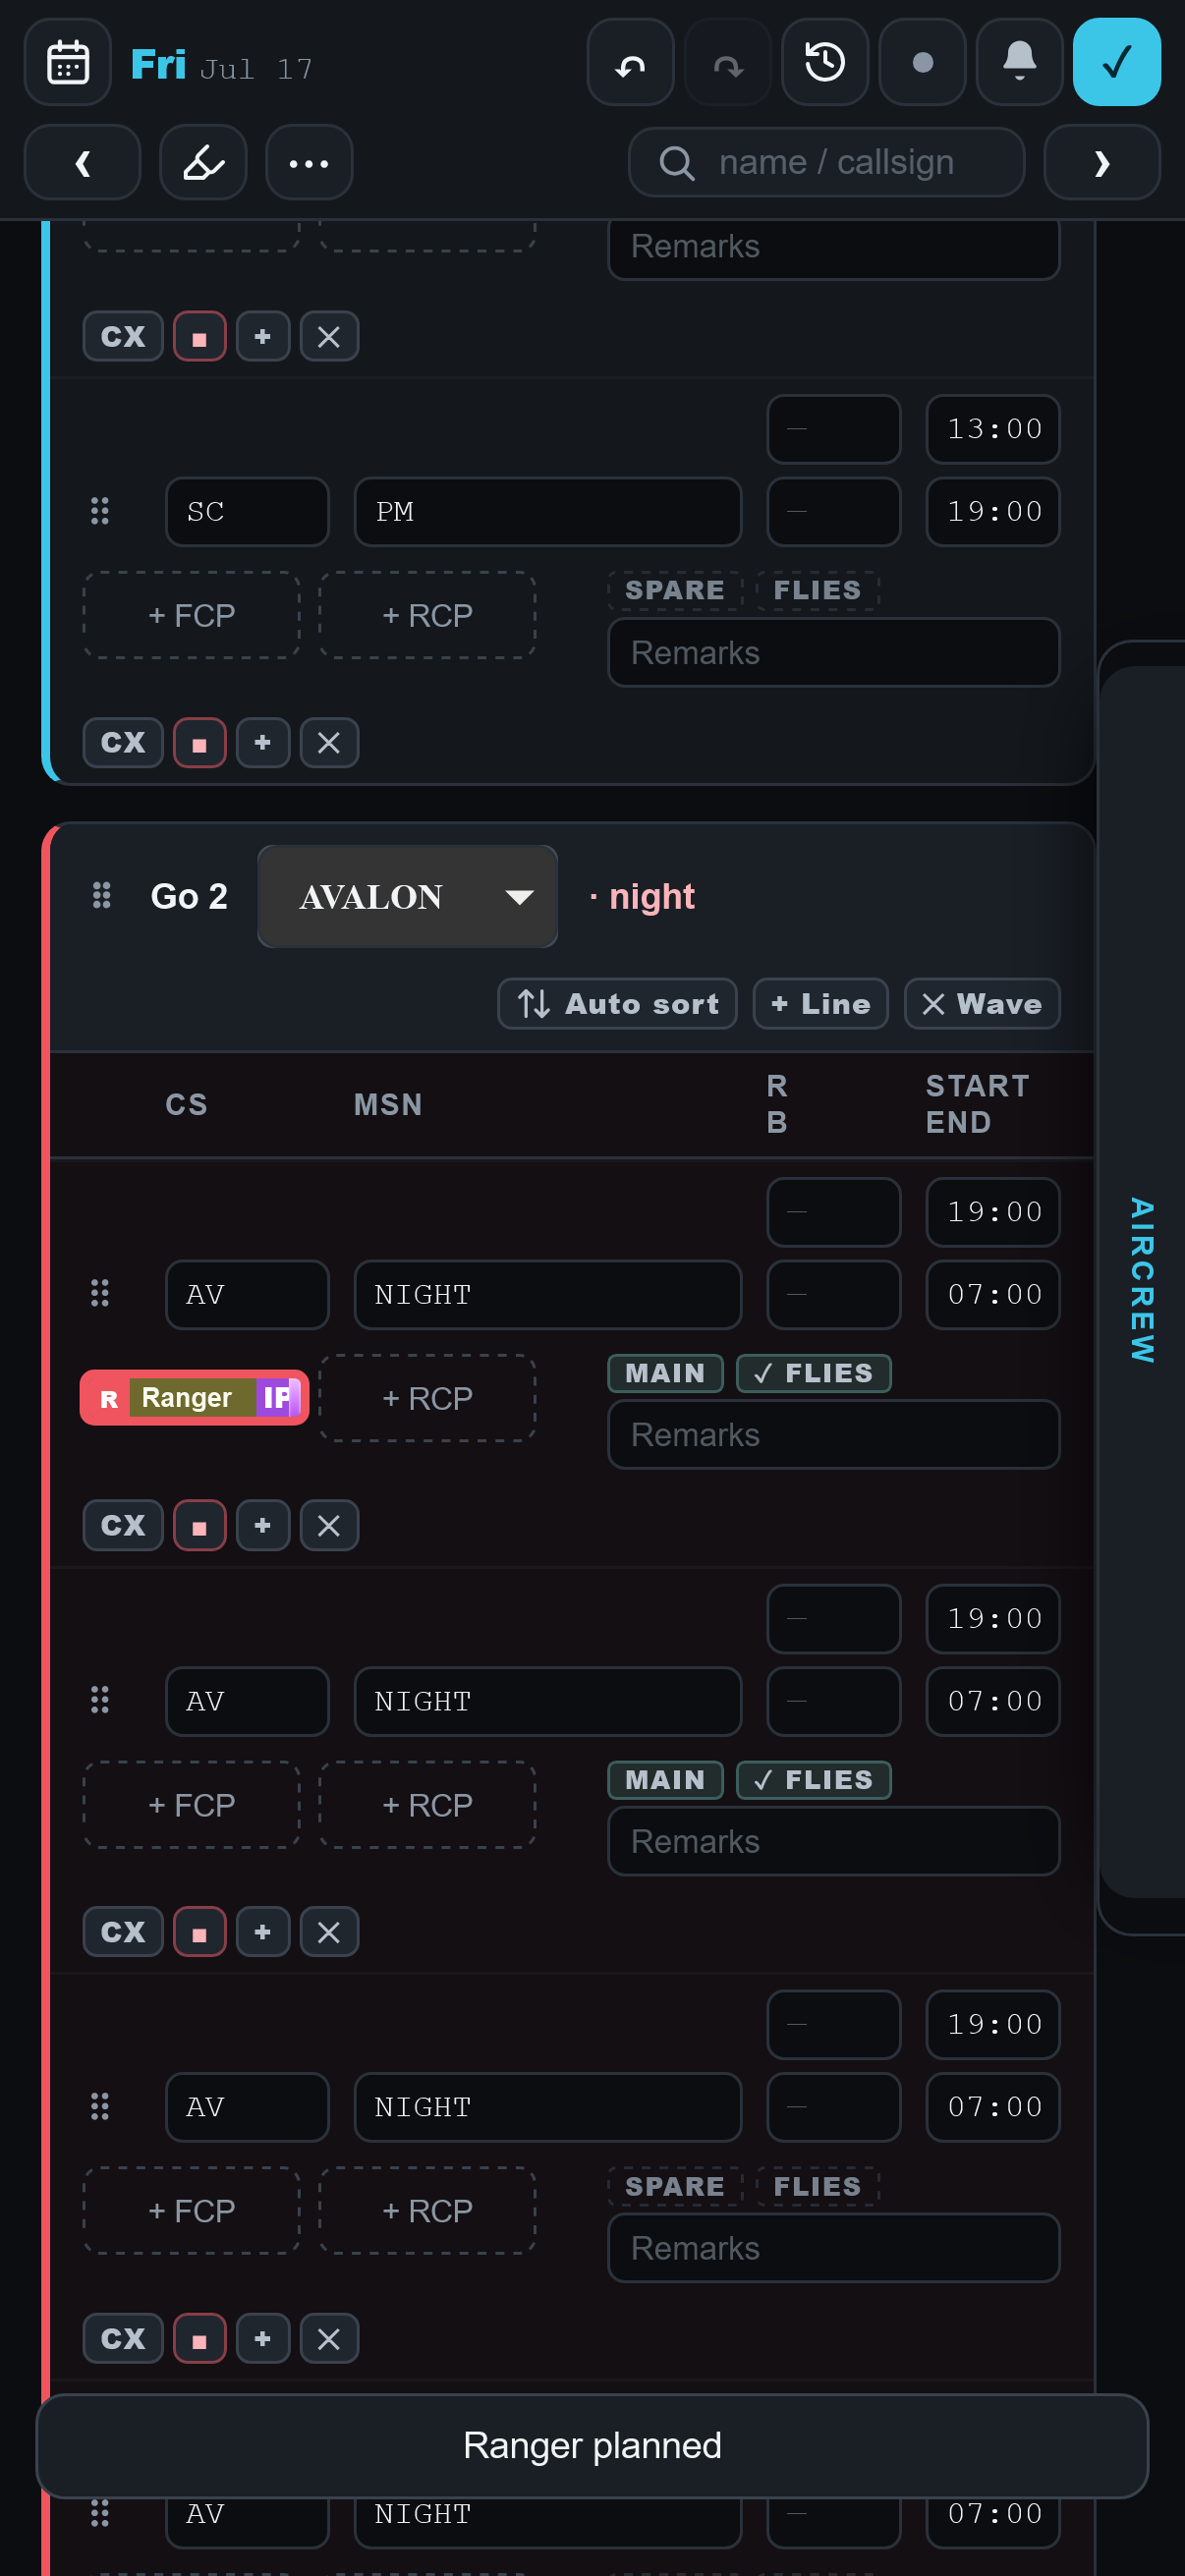 Fri Jul 17
name / callsign
Remarks
CX +
— 13:00
SC PM — 19:00
+ FCP + RCP SPARE FLIES
Remarks
CX +
Go 2 AVALON · night
Auto sort + Line × Wave
CS MSN R START
B END
— 19:00
AV NIGHT — 07:00
R Ranger IP + RCP MAIN ✓ FLIES
Remarks
CX +
— 19:00
AV NIGHT — 07:00
+ FCP + RCP MAIN ✓ FLIES
Remarks
CX +
— 19:00
AV NIGHT — 07:00
+ FCP + RCP SPARE FLIES
Remarks
CX +
Ranger planned
AV NIGHT — 07:00
AIRCREW